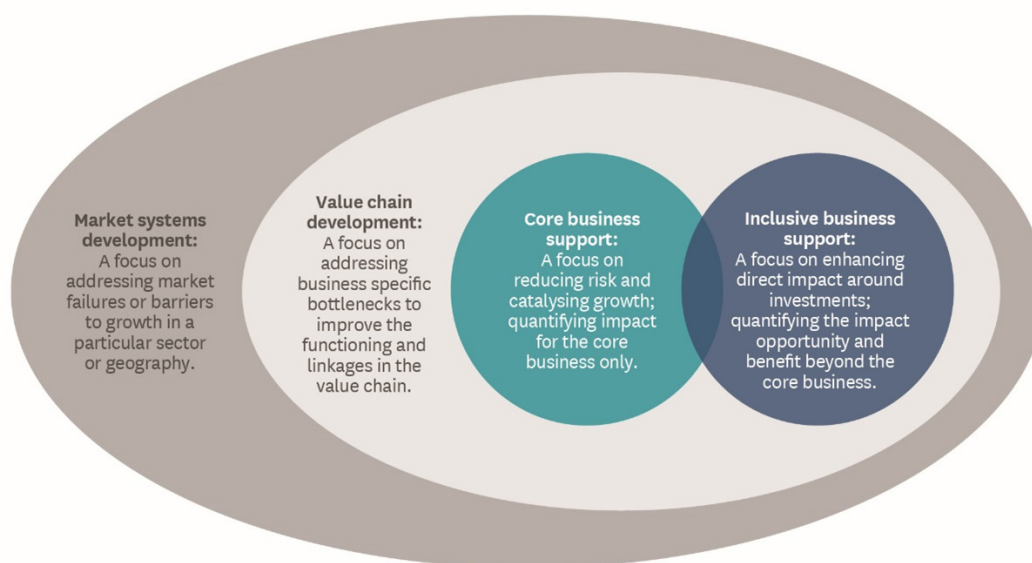 Market systems
development:
A focus on
addressing market
failures or barriers
to growth in a
particular sector
or geography.
Value chain
development:
A focus on
addressing
business specific
bottlenecks to
improve the
functioning and
linkages in the
value chain.
Core business
support:
A focus on
reducing risk and
catalysing growth;
quantifying impact
for the core
business only.
Inclusive business
support:
A focus on enhancing
direct impact around
investments;
quantifying the impact
opportunity and
benefit beyond the
core business.